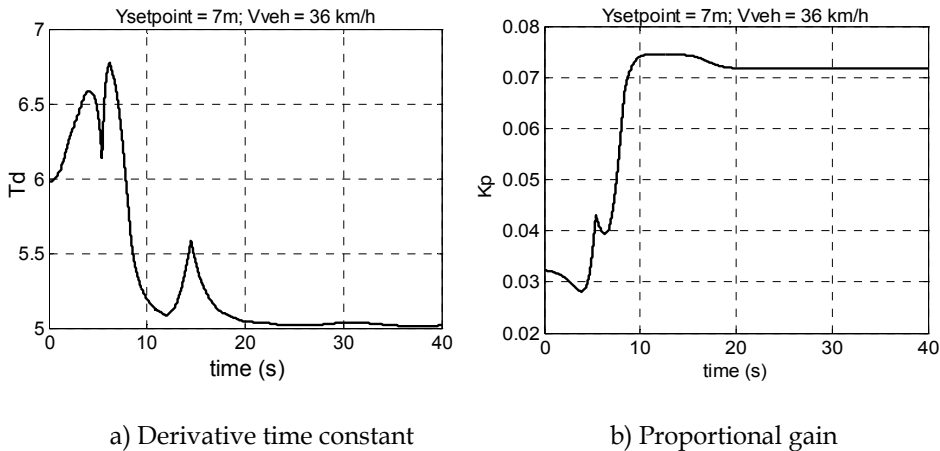 Ysetpoint = 7m; Vveh = 36 km/h
7
6.5
6
5.5
5
Td
0 10 20 30 40
time (s)
a) Derivative time constant
Ysetpoint = 7m; Vveh = 36 km/h
0.08
0.07
0.06
0.05
0.04
0.03
0.02
Kp
0 10 20 30 40
time (s)
b) Proportional gain